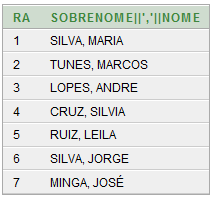 RA SOBRENOME||','||NOME
1 SILVA, MARIA
2 TUNES, MARCOS
3 LOPES, ANDRE
4 CRUZ, SILVIA
5 RUIZ, LEILA
6 SILVA, JORGE
7 MINGA, JOSÉ